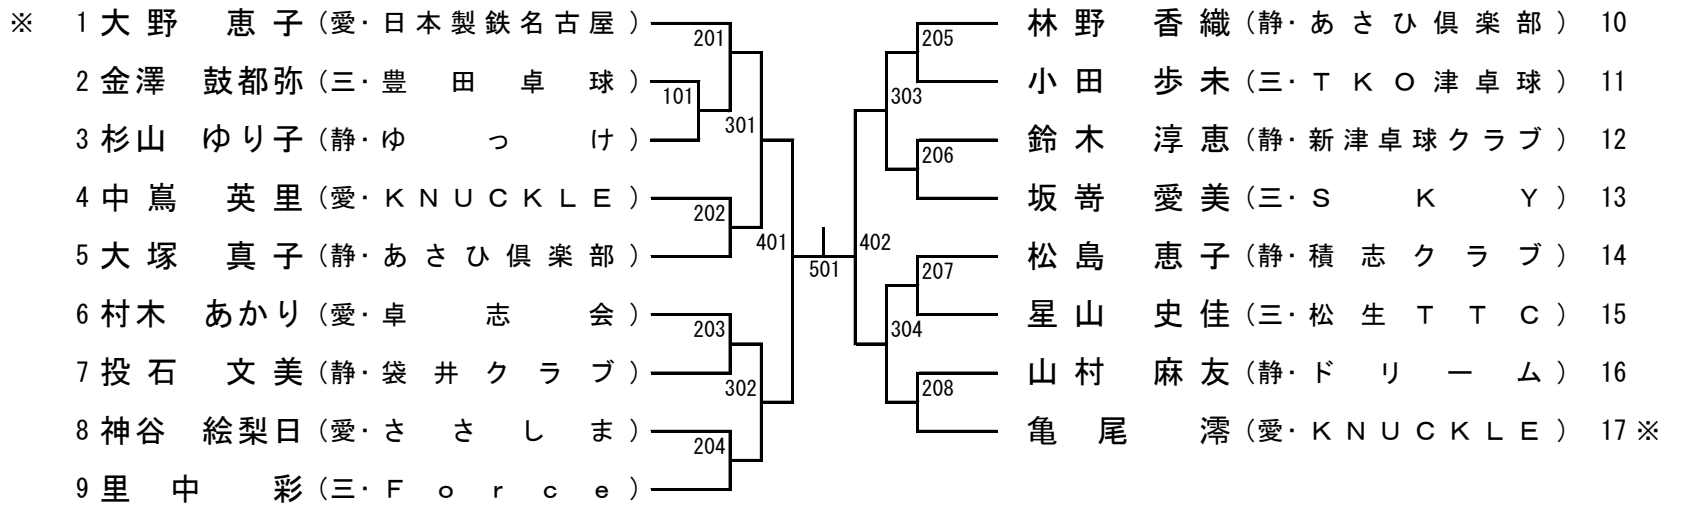 ※ 1 大野 恵子 (愛・日本製鉄名古屋)
2 金澤 鼓都弥 (三・豊田卓球)
3 杉山 ゆり子 (静・ゆっけ)
4 中嶌 英里 (愛・KNUCKLE)
5 大塚 真子 (静・あさひ倶楽部)
6 村木 あかり (愛・卓志会)
7 投石 文美 (静・袋井クラブ)
8 神谷 絵梨日 (愛・ささしま)
9 里中 彩 (三・Force)
201
101
301
202
401
203
302
204
501
205
303
206
402
207
304
208
林野 香織 (静・あさひ倶楽部) 10
小田 歩未 (三・TKO津卓球) 11
鈴木 淳恵 (静・新津卓球クラブ) 12
坂嵜 愛美 (三・SKY) 13
松島 恵子 (静・積志クラブ) 14
星山 史佳 (三・松生TTC) 15
山村 麻友 (静・ドリーム) 16
亀尾 澪 (愛・KNUCKLE) 17 ※